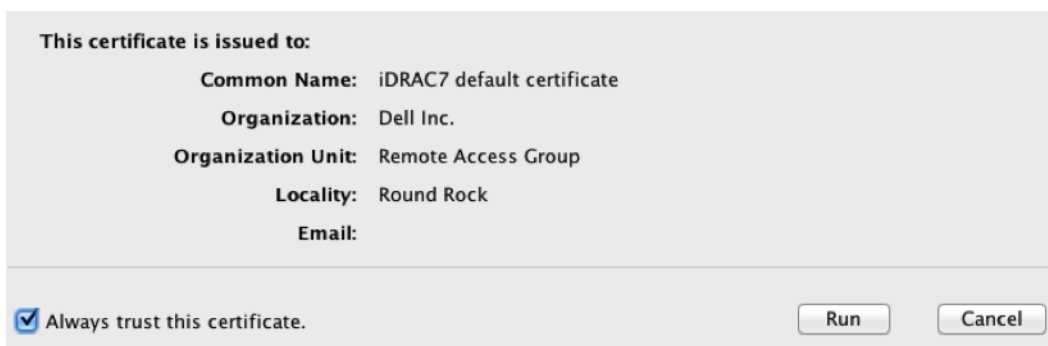 This certificate is issued to:
Common Name: iDRAC7 default certificate
Organization: Dell Inc.
Organization Unit: Remote Access Group
Locality: Round Rock
Email:
Always trust this certificate. Run Cancel